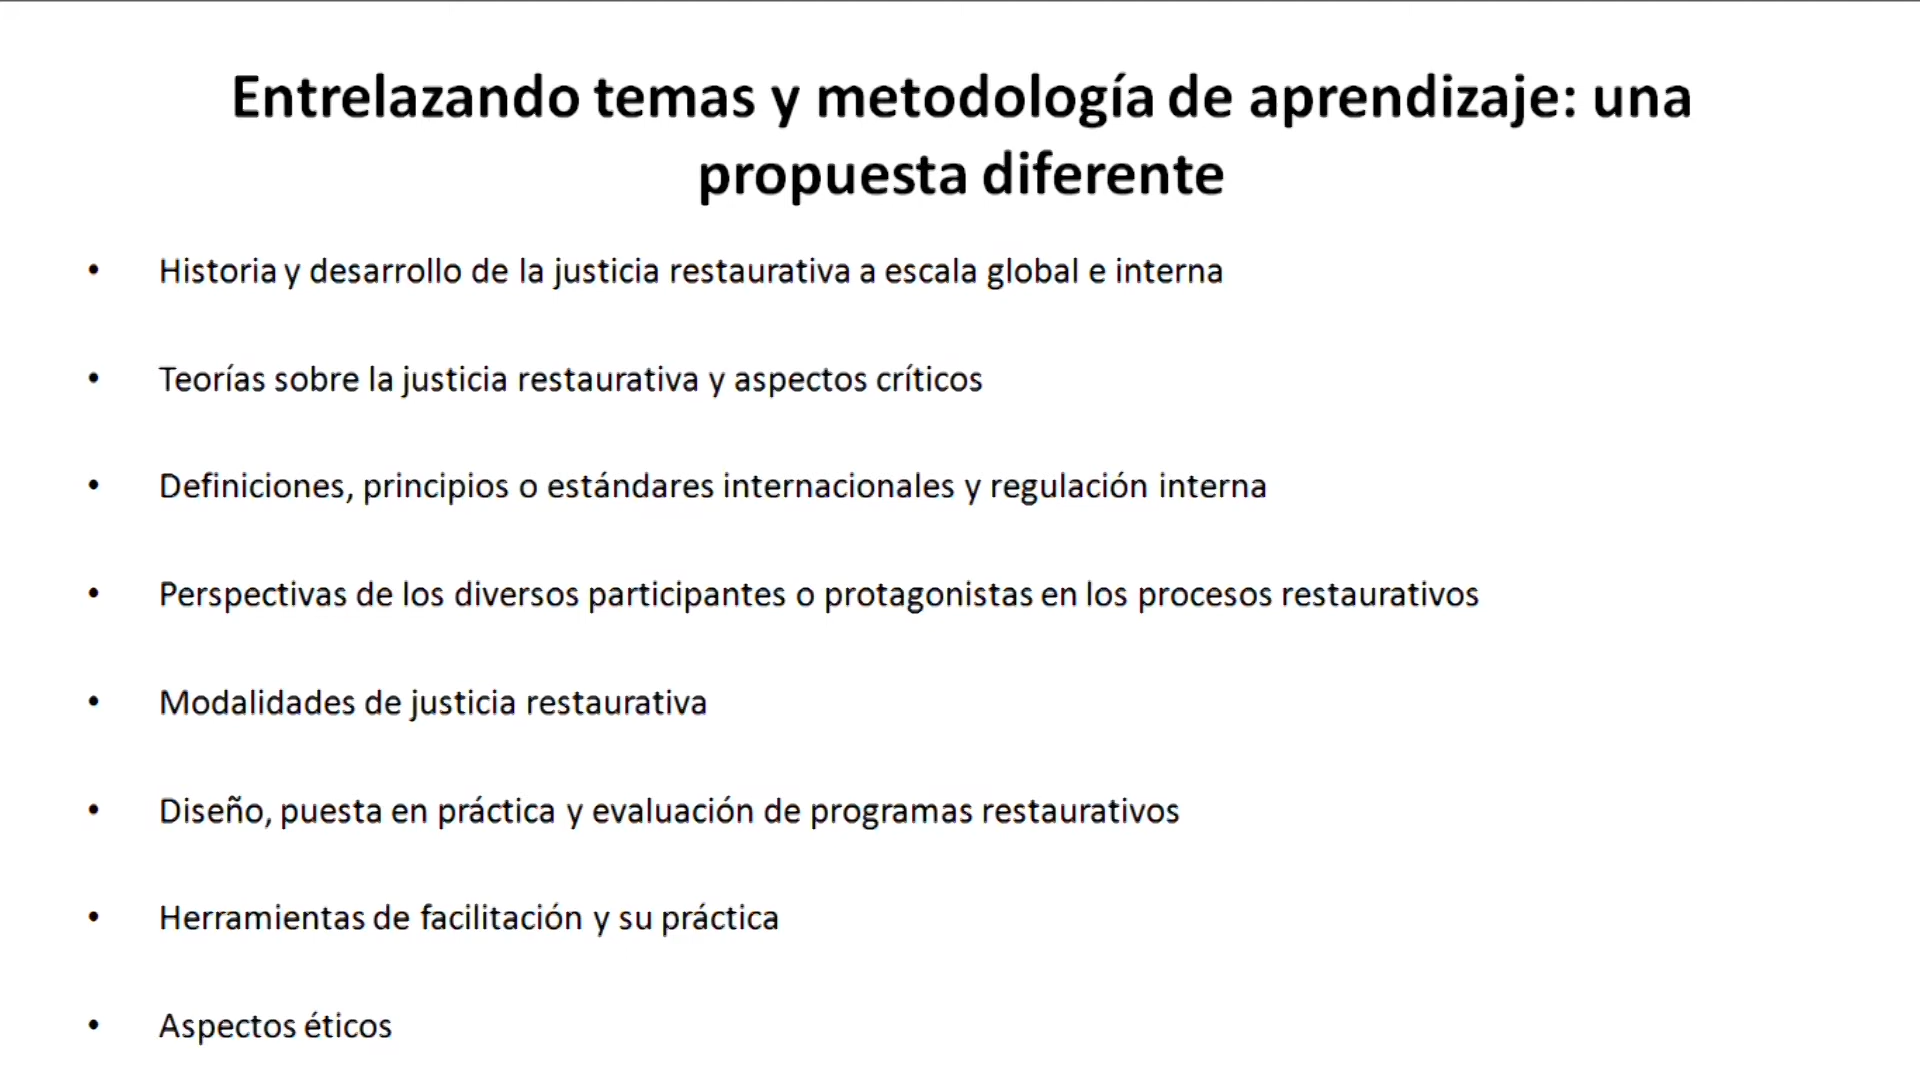 Entrelazando temas y metodología de aprendizaje: una
propuesta diferente
• Historia y desarrollo de la justicia restaurativa a escala global e interna
• Teorías sobre la justicia restaurativa y aspectos críticos
• Definiciones, principios o estándares internacionales y regulación interna
• Perspectivas de los diversos participantes o protagonistas en los procesos restaurativos
• Modalidades de justicia restaurativa
• Diseño, puesta en práctica y evaluación de programas restaurativos
• Herramientas de facilitación y su práctica
• Aspectos éticos